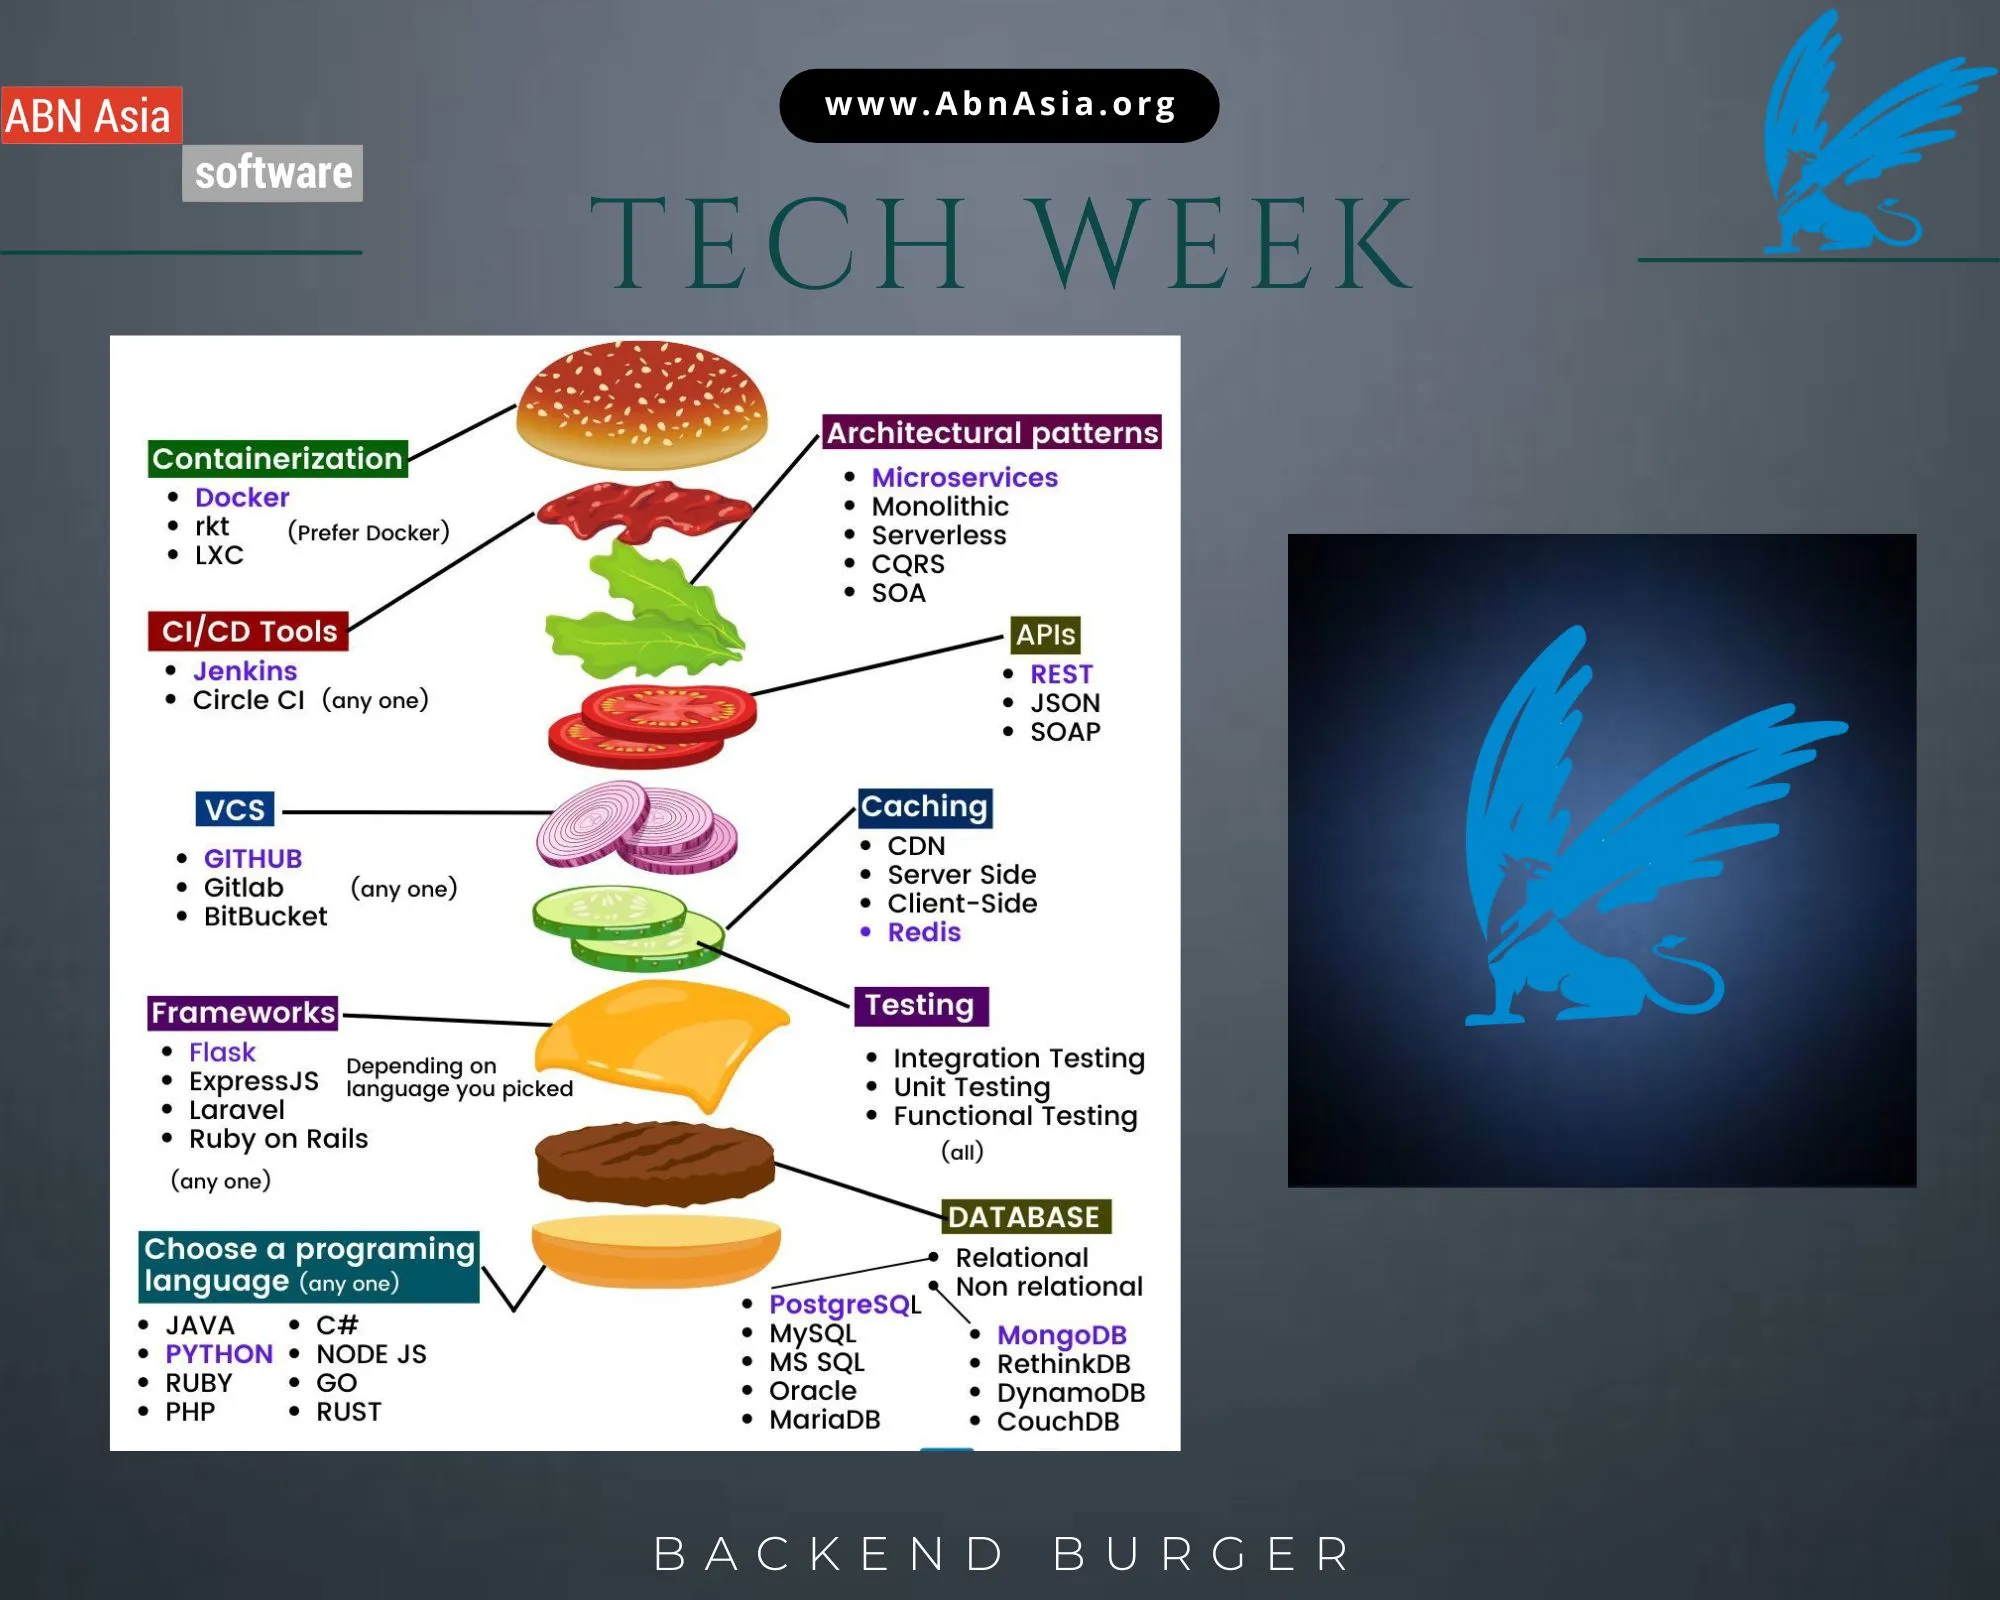 www.AbnAsia.org
ABN Asia
software
TECH WEEK
Containerization
Docker
rkt (Prefer Docker)
LXC
CI/CD Tools
Jenkins
Circle CI (any one)
VCS
GITHUB
Gitlab (any one)
BitBucket
Frameworks
Flask
ExpressJS
Laravel
Ruby on Rails
Depending on
language you picked
(any one)
Choose a programing
language (any one)
JAVA
PYTHON
RUBY
PHP
C#
NODE JS
GO
RUST
Architectural patterns
Microservices
Monolithic
Serverless
CQRS
SOA
APIs
REST
JSON
SOAP
Caching
CDN
Server Side
Client-Side
Redis
Testing
Integration Testing
Unit Testing
Functional Testing
(all)
DATABASE
Relational
Non relational
PostgreSQL
MySQL
MS SQL
Oracle
MariaDB
MongoDB
RethinkDB
DynamoDB
CouchDB
BACKEND BURGER